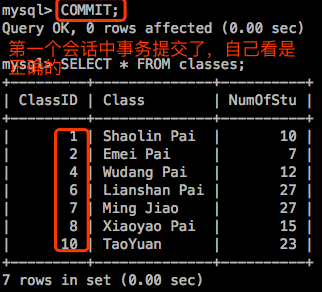 mysql> COMMIT;
Query OK, 0 rows affected (0.00 sec)
第一个会话中事务提交了，自己看是
正确的
mysql> SELECT * FROM classes;
+---------+--------------+----------+
| ClassID | Class        | NumOfStu |
+---------+--------------+----------+
|       1 | Shaolin Pai  |       10 |
|       2 | Emei Pai     |        7 |
|       4 | Wudang Pai   |       12 |
|       6 | Lianshan Pai |       27 |
|       7 | Ming Jiao    |       27 |
|       8 | Xiaoyao Pai  |       15 |
|      10 | TaoYuan      |       23 |
+---------+--------------+----------+
7 rows in set (0.00 sec)